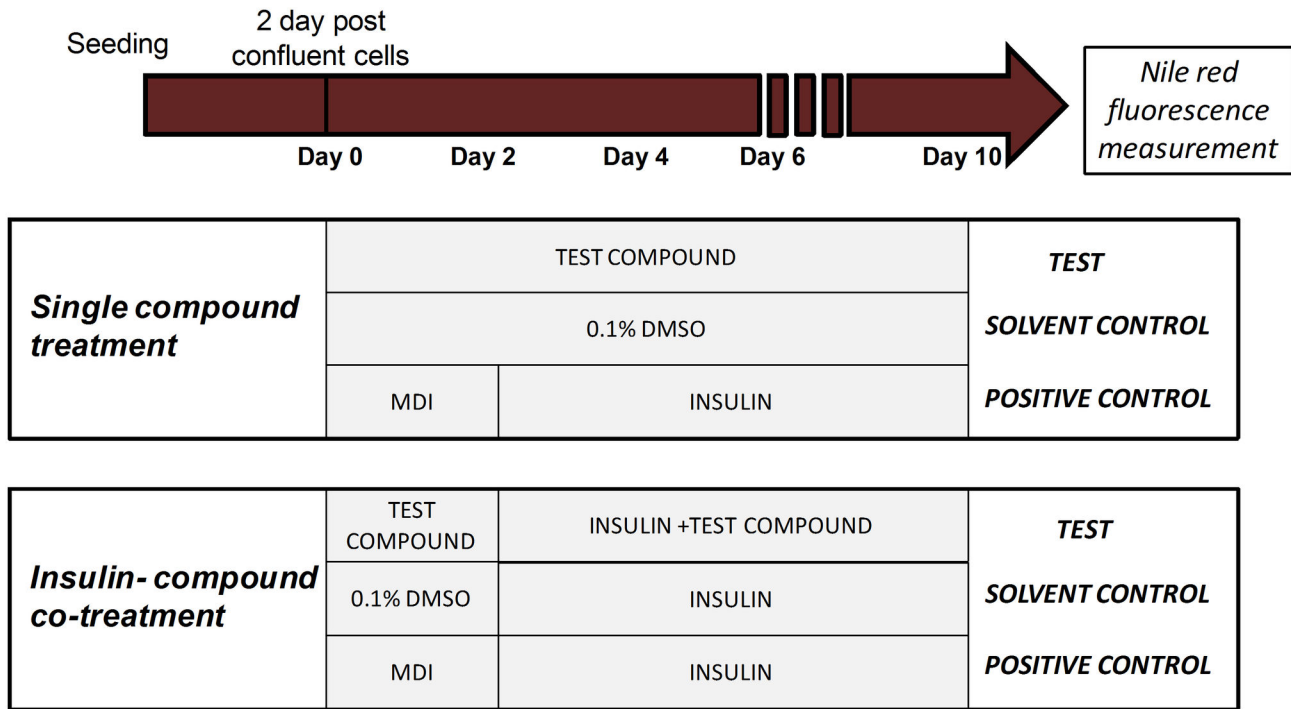 Seeding
2 day post
confluent cells
Nile red
fluorescence
measurement
Day 0
Day 2
Day 4
Day 6
Day 10
Single compound
treatment
TEST COMPOUND
TEST
0.1% DMSO
SOLVENT CONTROL
MDI
INSULIN
POSITIVE CONTROL
Insulin- compound
co-treatment
TEST
COMPOUND
INSULIN +TEST COMPOUND
TEST
0.1% DMSO
INSULIN
SOLVENT CONTROL
MDI
INSULIN
POSITIVE CONTROL